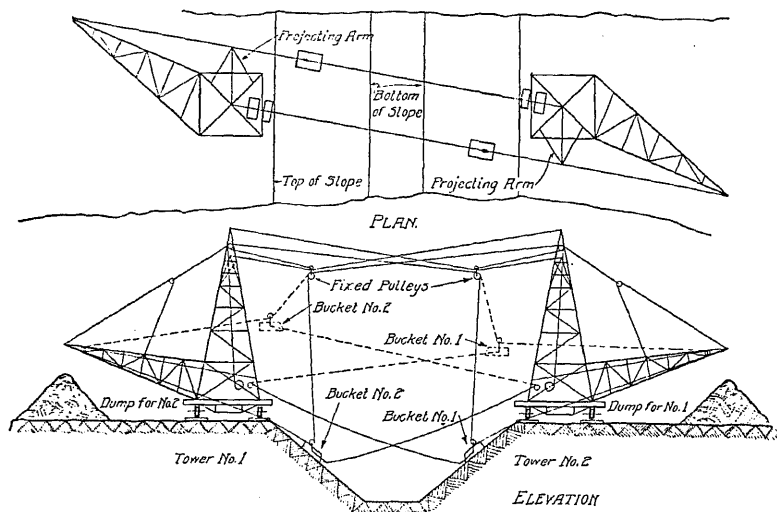 Projecting Arm
Bottom
of Slope
Top of Slope
Projecting Arm
PLAN.
Fixed Pulleys
Bucket No.2
Bucket No.1
Dump for No2
Bucket No.2
Bucket No.1
Dump for No.1
Tower No.1
Tower No.2
ELEVATION